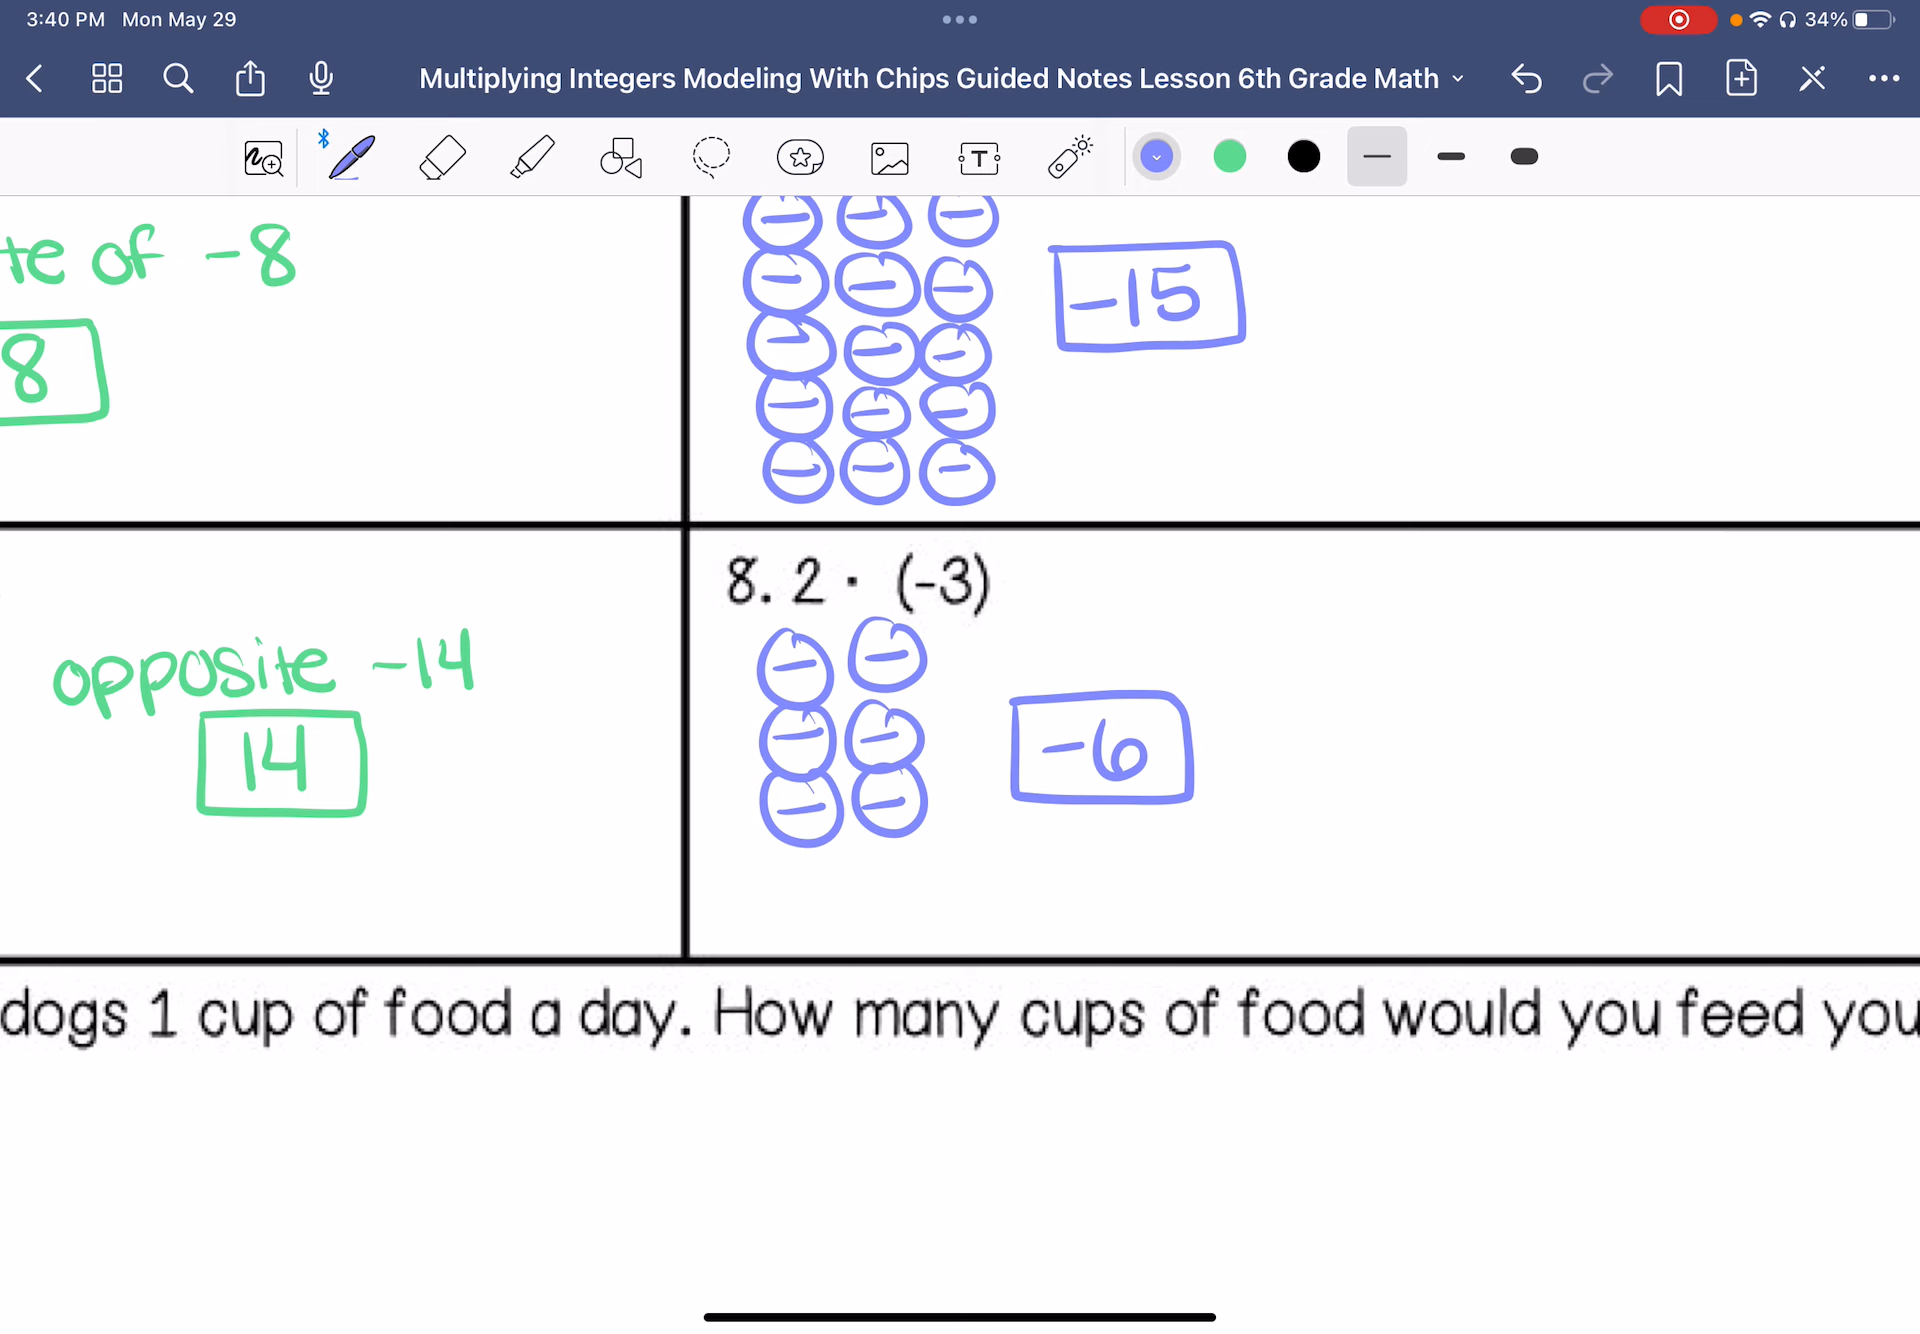 3:40 PM Mon May 29
34%
Multiplying Integers Modeling With Chips Guided Notes Lesson 6th Grade Math
te of -8
8
-15
8. 2 · (-3)
opposite -14
14
-6
dogs 1 cup of food a day. How many cups of food would you feed you